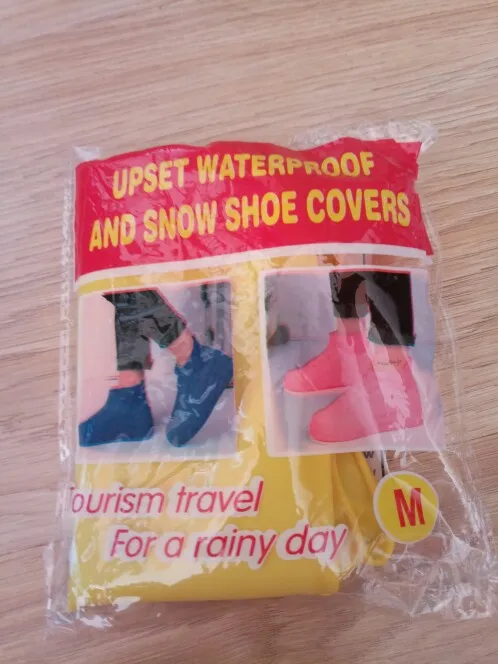 UPSET WATERPROOF
AND SNOW SHOE COVERS
Tourism travel
For a rainy day
M